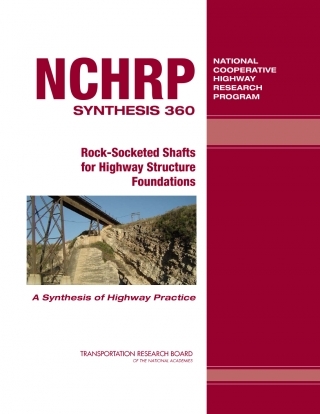 NCHRP
SYNTHESIS 360
NATIONAL
COOPERATIVE
HIGHWAY
RESEARCH
PROGRAM
Rock-Socketed Shafts
for Highway Structure
Foundations
A Synthesis of Highway Practice
TRANSPORTATION RESEARCH BOARD
OF THE NATIONAL ACADEMIES